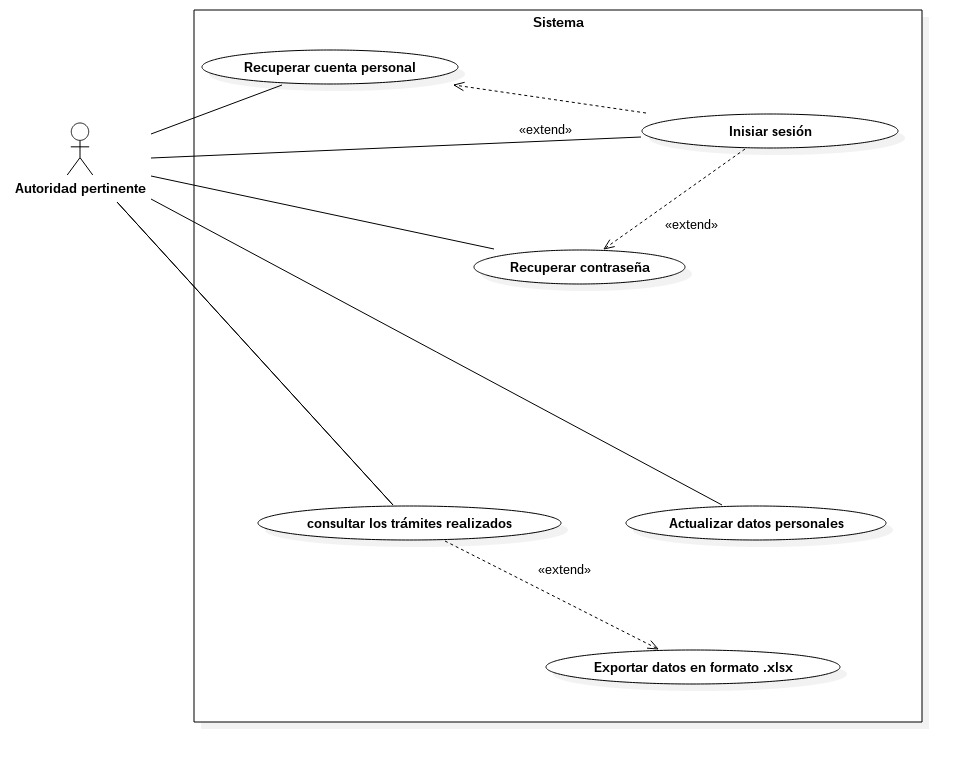 Sistema
Recuperar cuenta personal
«extend»
Inisiar sesión
Autoridad pertinente
«extend»
Recuperar contraseña
consultar los trámites realizados
Actualizar datos personales
«extend»
Exportar datos en formato .xlsx